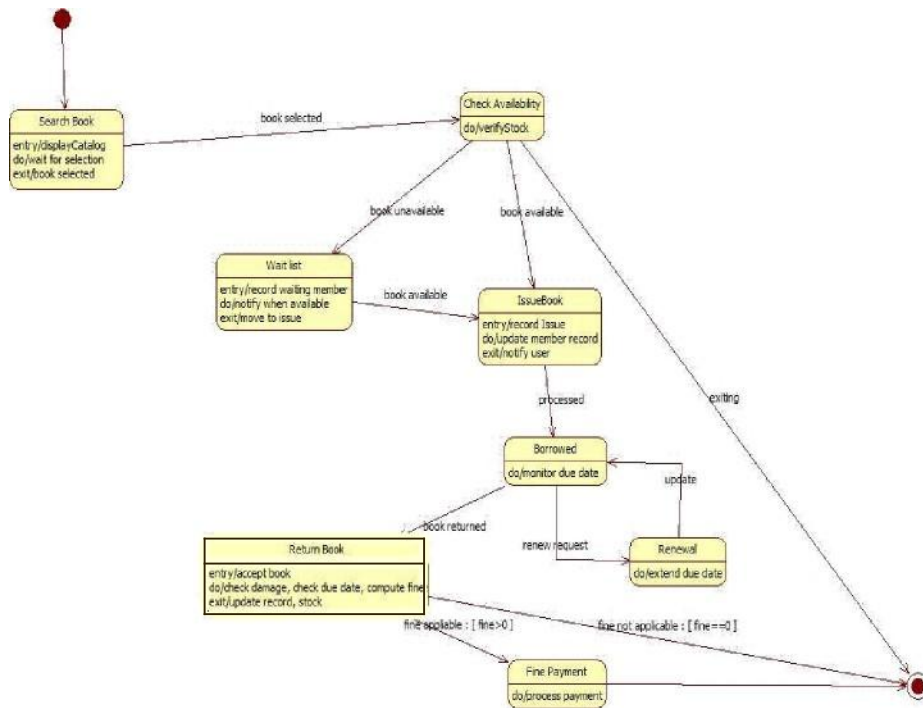 Check Availability
do/verifyStock
book selected
Search Book
entry/displayCatalog
do/wait for selection
exit/book selected
book unavailable
book available
Wait list
entry/record waiting member
do/notify when available
exit/move to issue
book available
IssueBook
entry/record Issue
do/update member record
exit/notify user
processed
exiting
Borrowed
do/monitor due date
update
book returned
renew request
Renewal
do/extend due date
Return Book
entry/accept book
do/check damage, check due date, compute fine
exit/update record, stock
fine appliable : [ fine>0 ]
fine not applicable : [ fine==0 ]
Fine Payment
do/process payment